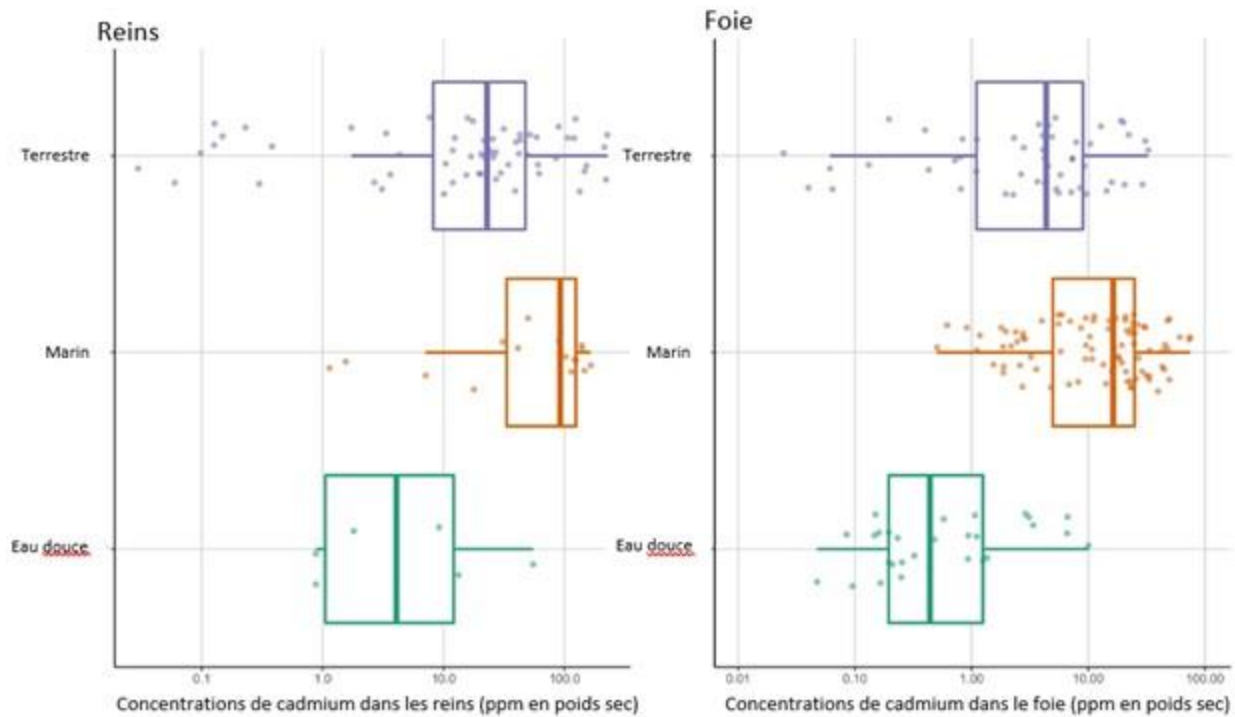 Reins
Terrestre
Marin
Eau douce
0.1 1.0 10.0 100.0
Concentrations de cadmium dans les reins (ppm en poids sec)
Foie
Terrestre
Marin
Eau douce
0.01 0.10 1.00 10.00 100.00
Concentrations de cadmium dans le foie (ppm en poids sec)